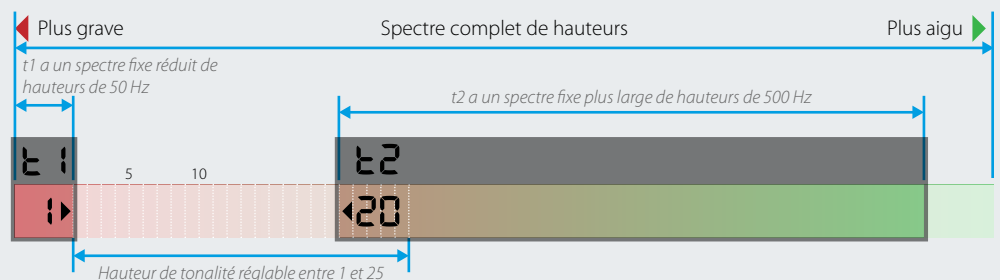 Plus grave
Spectre complet de hauteurs
Plus aigu
t1 a un spectre fixe réduit de
hauteurs de 50 Hz
t2 a un spectre fixe plus large de hauteurs de 500 Hz
t1
t2
5
10
1
20
Hauteur de tonalité réglable entre 1 et 25